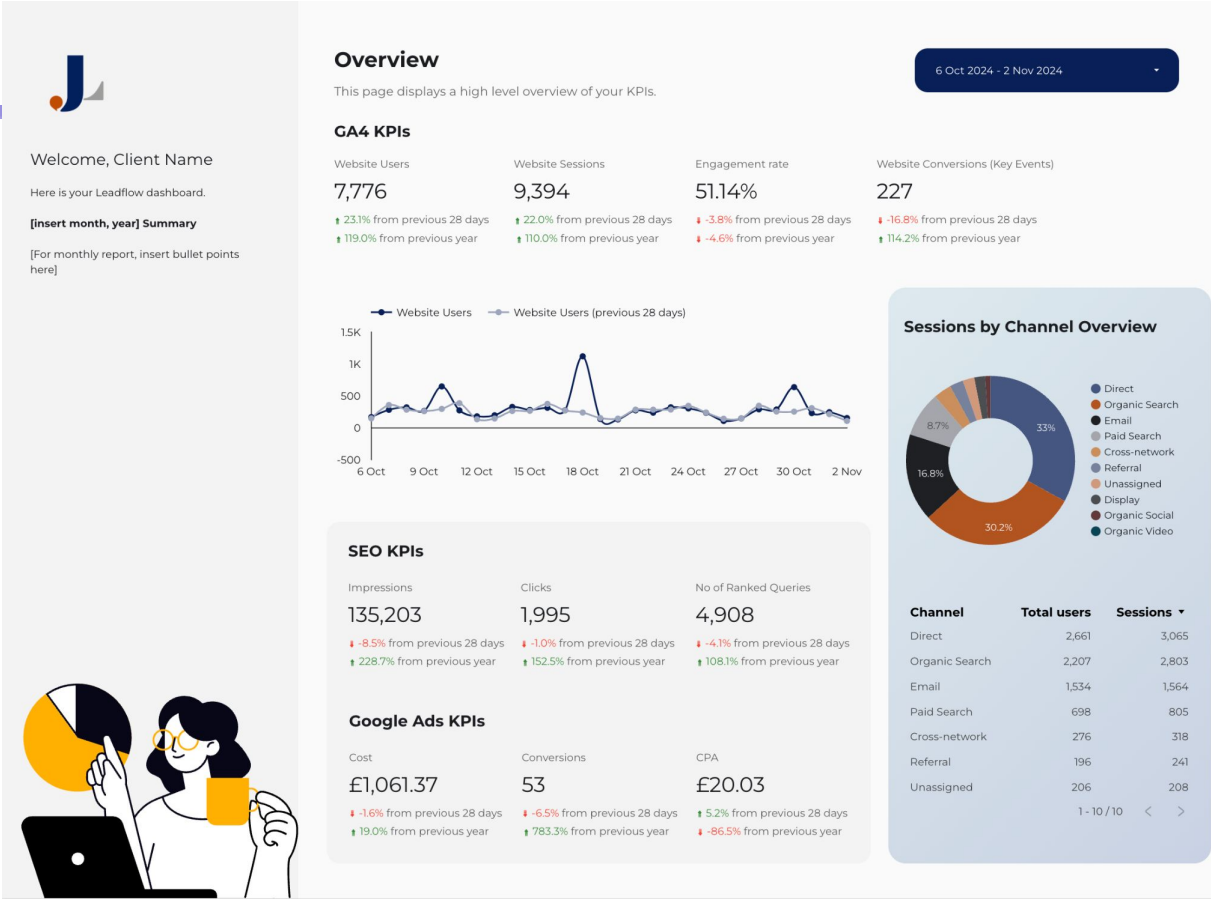 Welcome, Client Name
Here is your Leadflow dashboard.
[insert month, year] Summary
[For monthly report, insert bullet points
here]
Overview
This page displays a high level overview of your KPIs.
6 Oct 2024 - 2 Nov 2024
GA4 KPIs
Website Users
7,776
23.1% from previous 28 days
119.0% from previous year
Website Sessions
9,394
22.0% from previous 28 days
110.0% from previous year
Engagement rate
51.14%
-3.8% from previous 28 days
-4.6% from previous year
Website Conversions (Key Events)
227
-16.8% from previous 28 days
114.2% from previous year
Website Users
Website Users (previous 28 days)
1.5K
1K
500
0
-500
6 Oct
9 Oct
12 Oct
15 Oct
18 Oct
21 Oct
24 Oct
27 Oct
30 Oct
2 Nov
SEO KPIs
Impressions
135,203
-8.5% from previous 28 days
228.7% from previous year
Clicks
1,995
-1.0% from previous 28 days
152.5% from previous year
No of Ranked Queries
4,908
-4.1% from previous 28 days
108.1% from previous year
Google Ads KPIs
Cost
£1,061.37
-1.6% from previous 28 days
19.0% from previous year
Conversions
53
-6.5% from previous 28 days
783.3% from previous year
CPA
£20.03
5.2% from previous 28 days
-86.5% from previous year
Sessions by Channel Overview
33%
30.2%
16.8%
8.7%
Direct
Organic Search
Email
Paid Search
Cross-network
Referral
Unassigned
Display
Organic Social
Organic Video
Channel Total users Sessions
Direct 2,661 3,065
Organic Search 2,207 2,803
Email 1,534 1,564
Paid Search 698 805
Cross-network 276 318
Referral 196 241
Unassigned 206 208
1 - 10 / 10